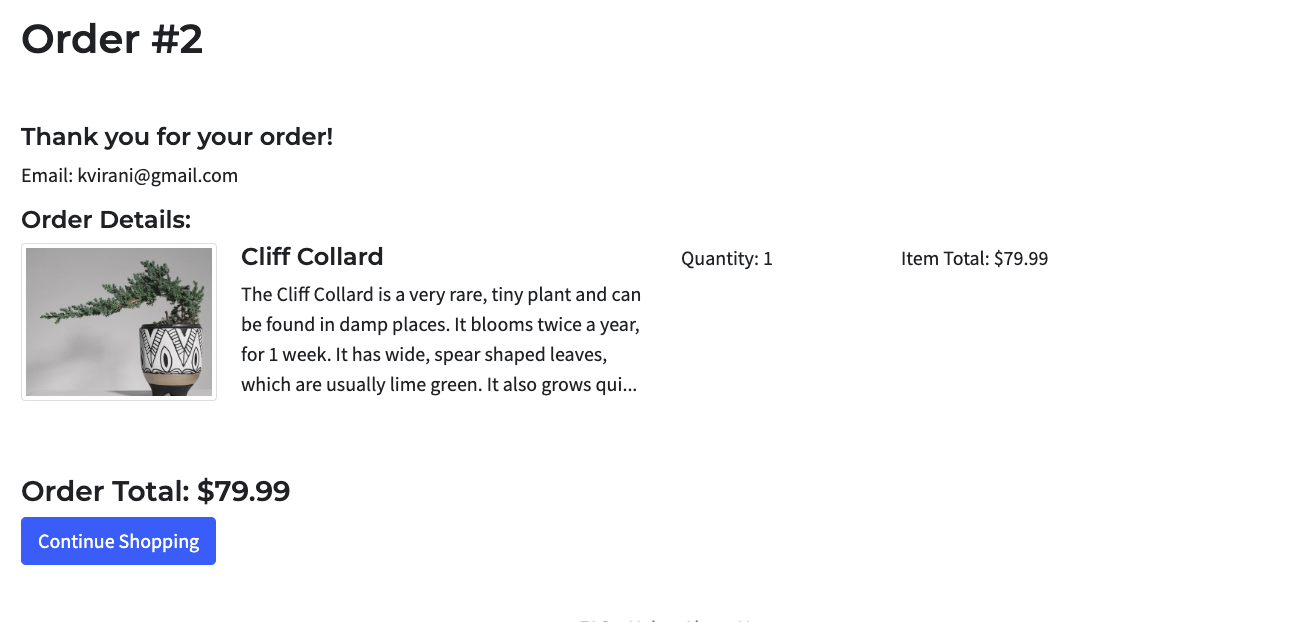 Order #2
Thank you for your order!
Email: kvirani@gmail.com
Order Details:
Cliff Collard
Quantity: 1
Item Total: $79.99
The Cliff Collard is a very rare, tiny plant and can
be found in damp places. It blooms twice a year,
for 1 week. It has wide, spear shaped leaves,
which are usually lime green. It also grows qui...
Order Total: $79.99
Continue Shopping